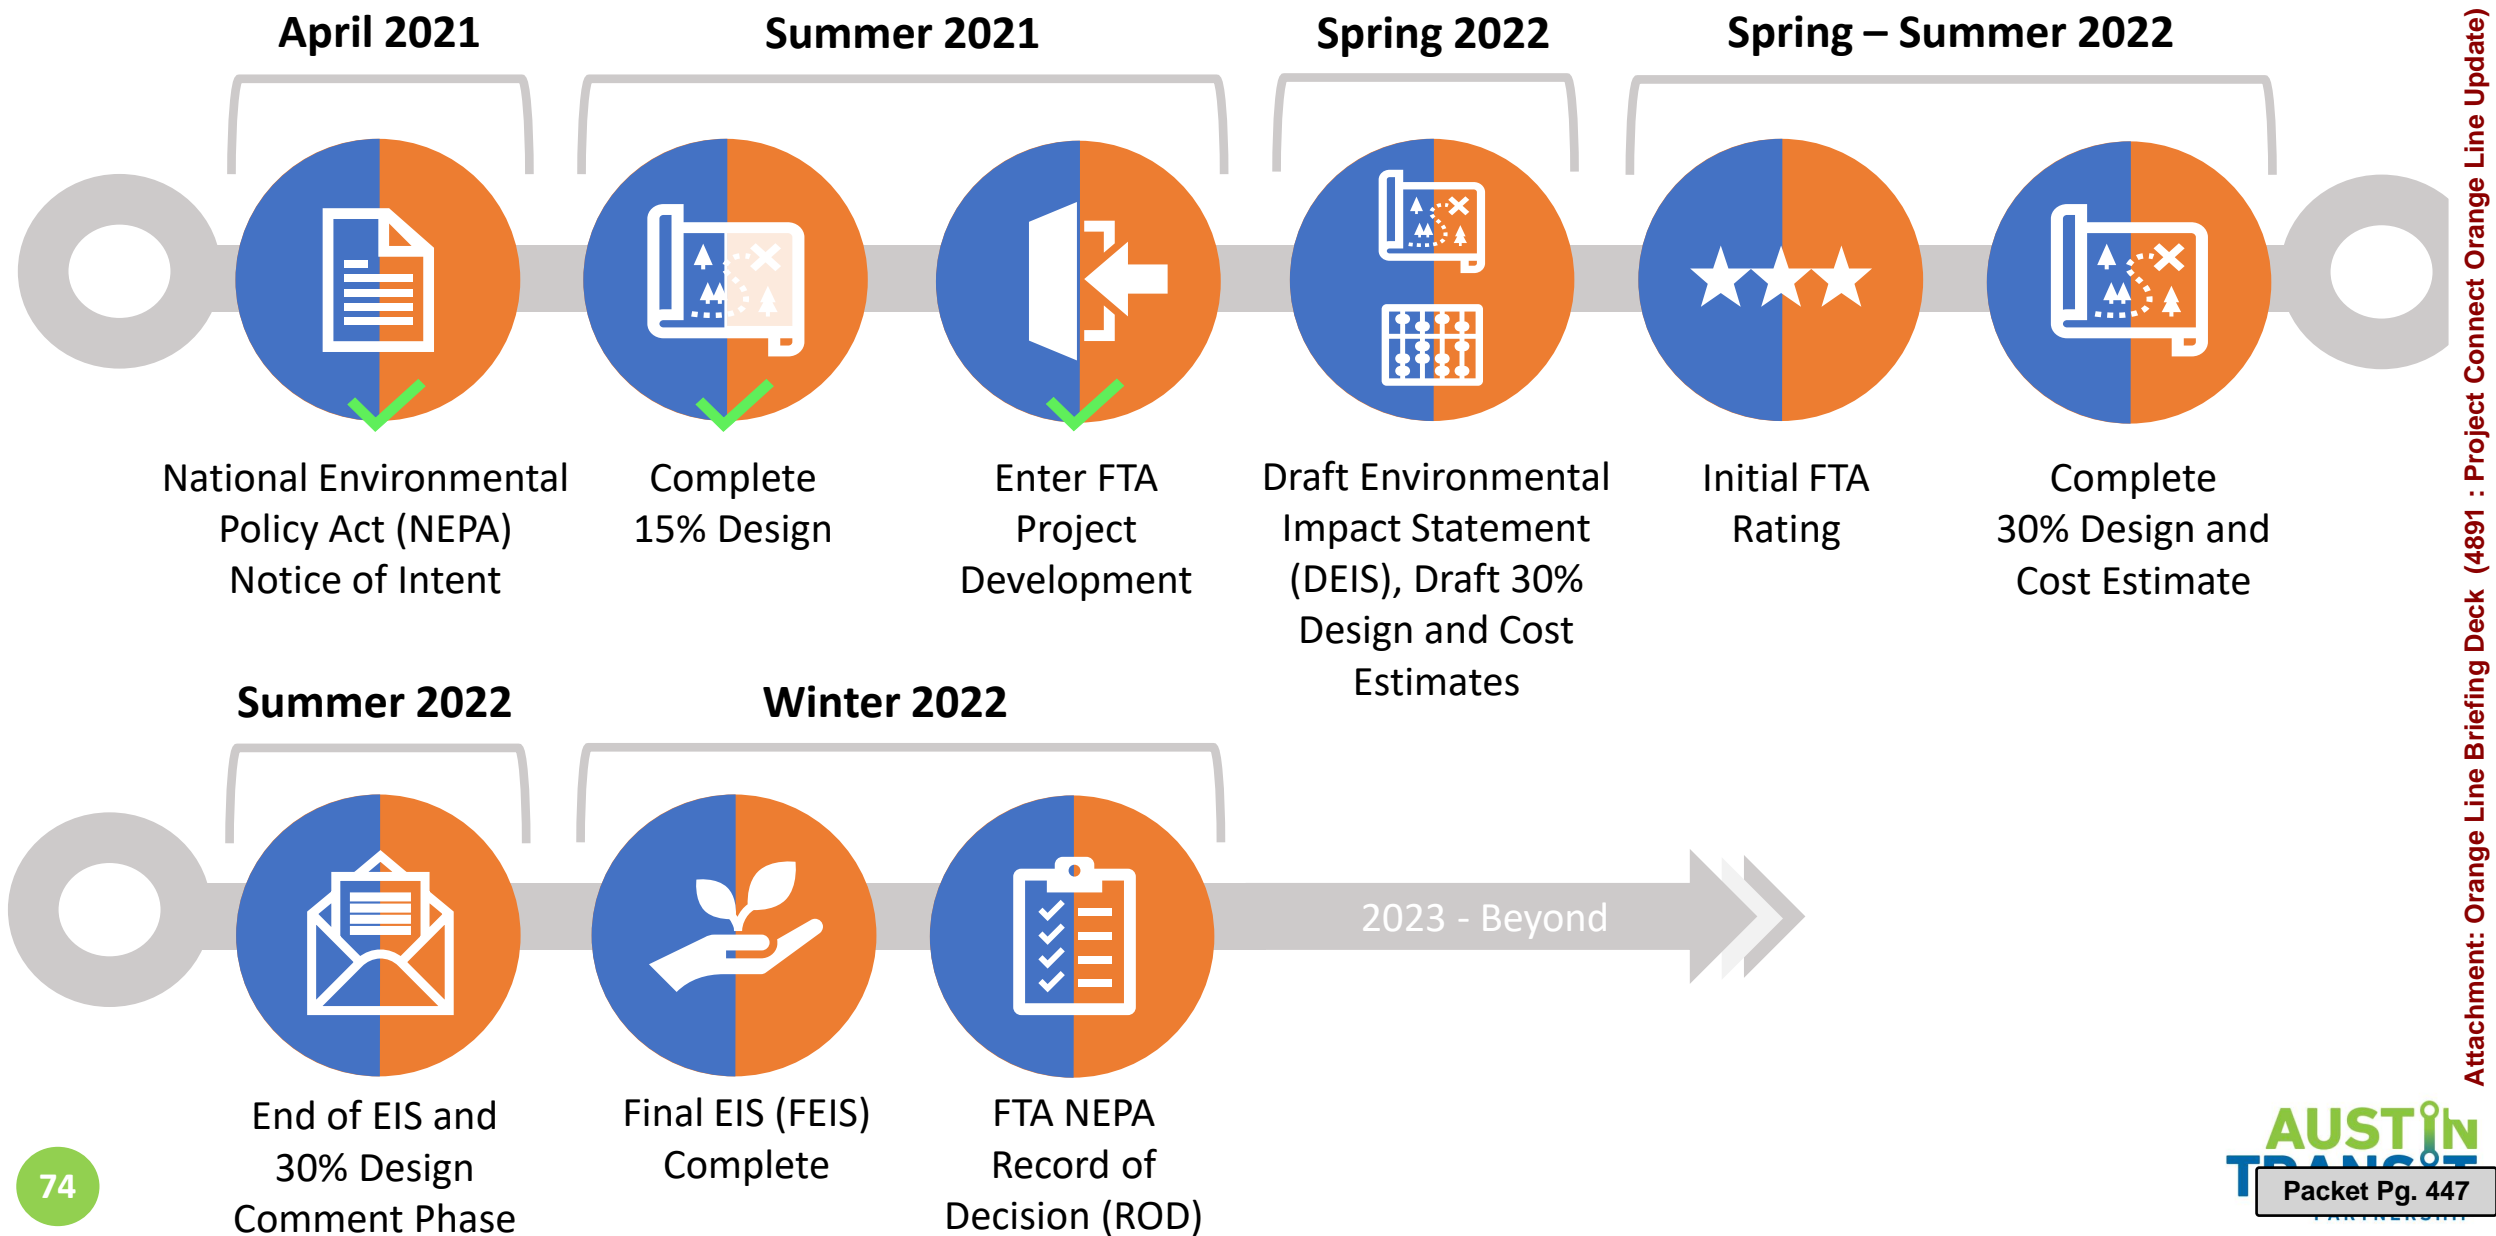 April 2021
Summer 2021
Spring 2022
Spring – Summer 2022
National Environmental
Policy Act (NEPA)
Notice of Intent
Complete
15% Design
Enter FTA
Project
Development
Draft Environmental
Impact Statement
(DEIS), Draft 30%
Design and Cost
Estimates
Initial FTA
Rating
Complete
30% Design and
Cost Estimate
Summer 2022
Winter 2022
End of EIS and
30% Design
Comment Phase
Final EIS (FEIS)
Complete
FTA NEPA
Record of
Decision (ROD)
2023 - Beyond
74
Attachment: Orange Line Briefing Deck (4891 : Project Connect Orange Line Update)
AUSTIN
TRANSIT
Packet Pg. 447